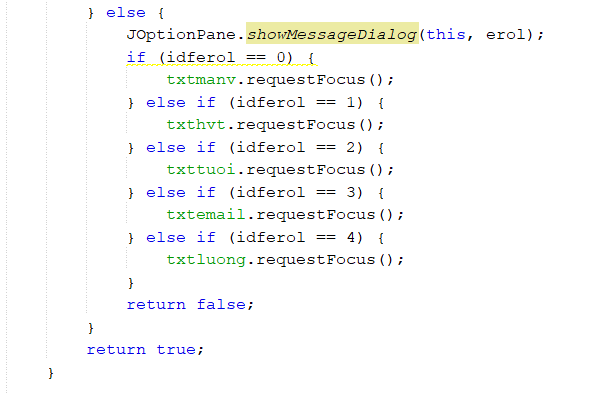 } else {
JOptionPane.showMessageDialog(this, erol);
if (idferol == 0) {
txtmanv.requestFocus();
} else if (idferol == 1) {
txthvt.requestFocus();
} else if (idferol == 2) {
txttuoi.requestFocus();
} else if (idferol == 3) {
txtemail.requestFocus();
} else if (idferol == 4) {
txtluong.requestFocus();
}
return false;
}
return true;
}